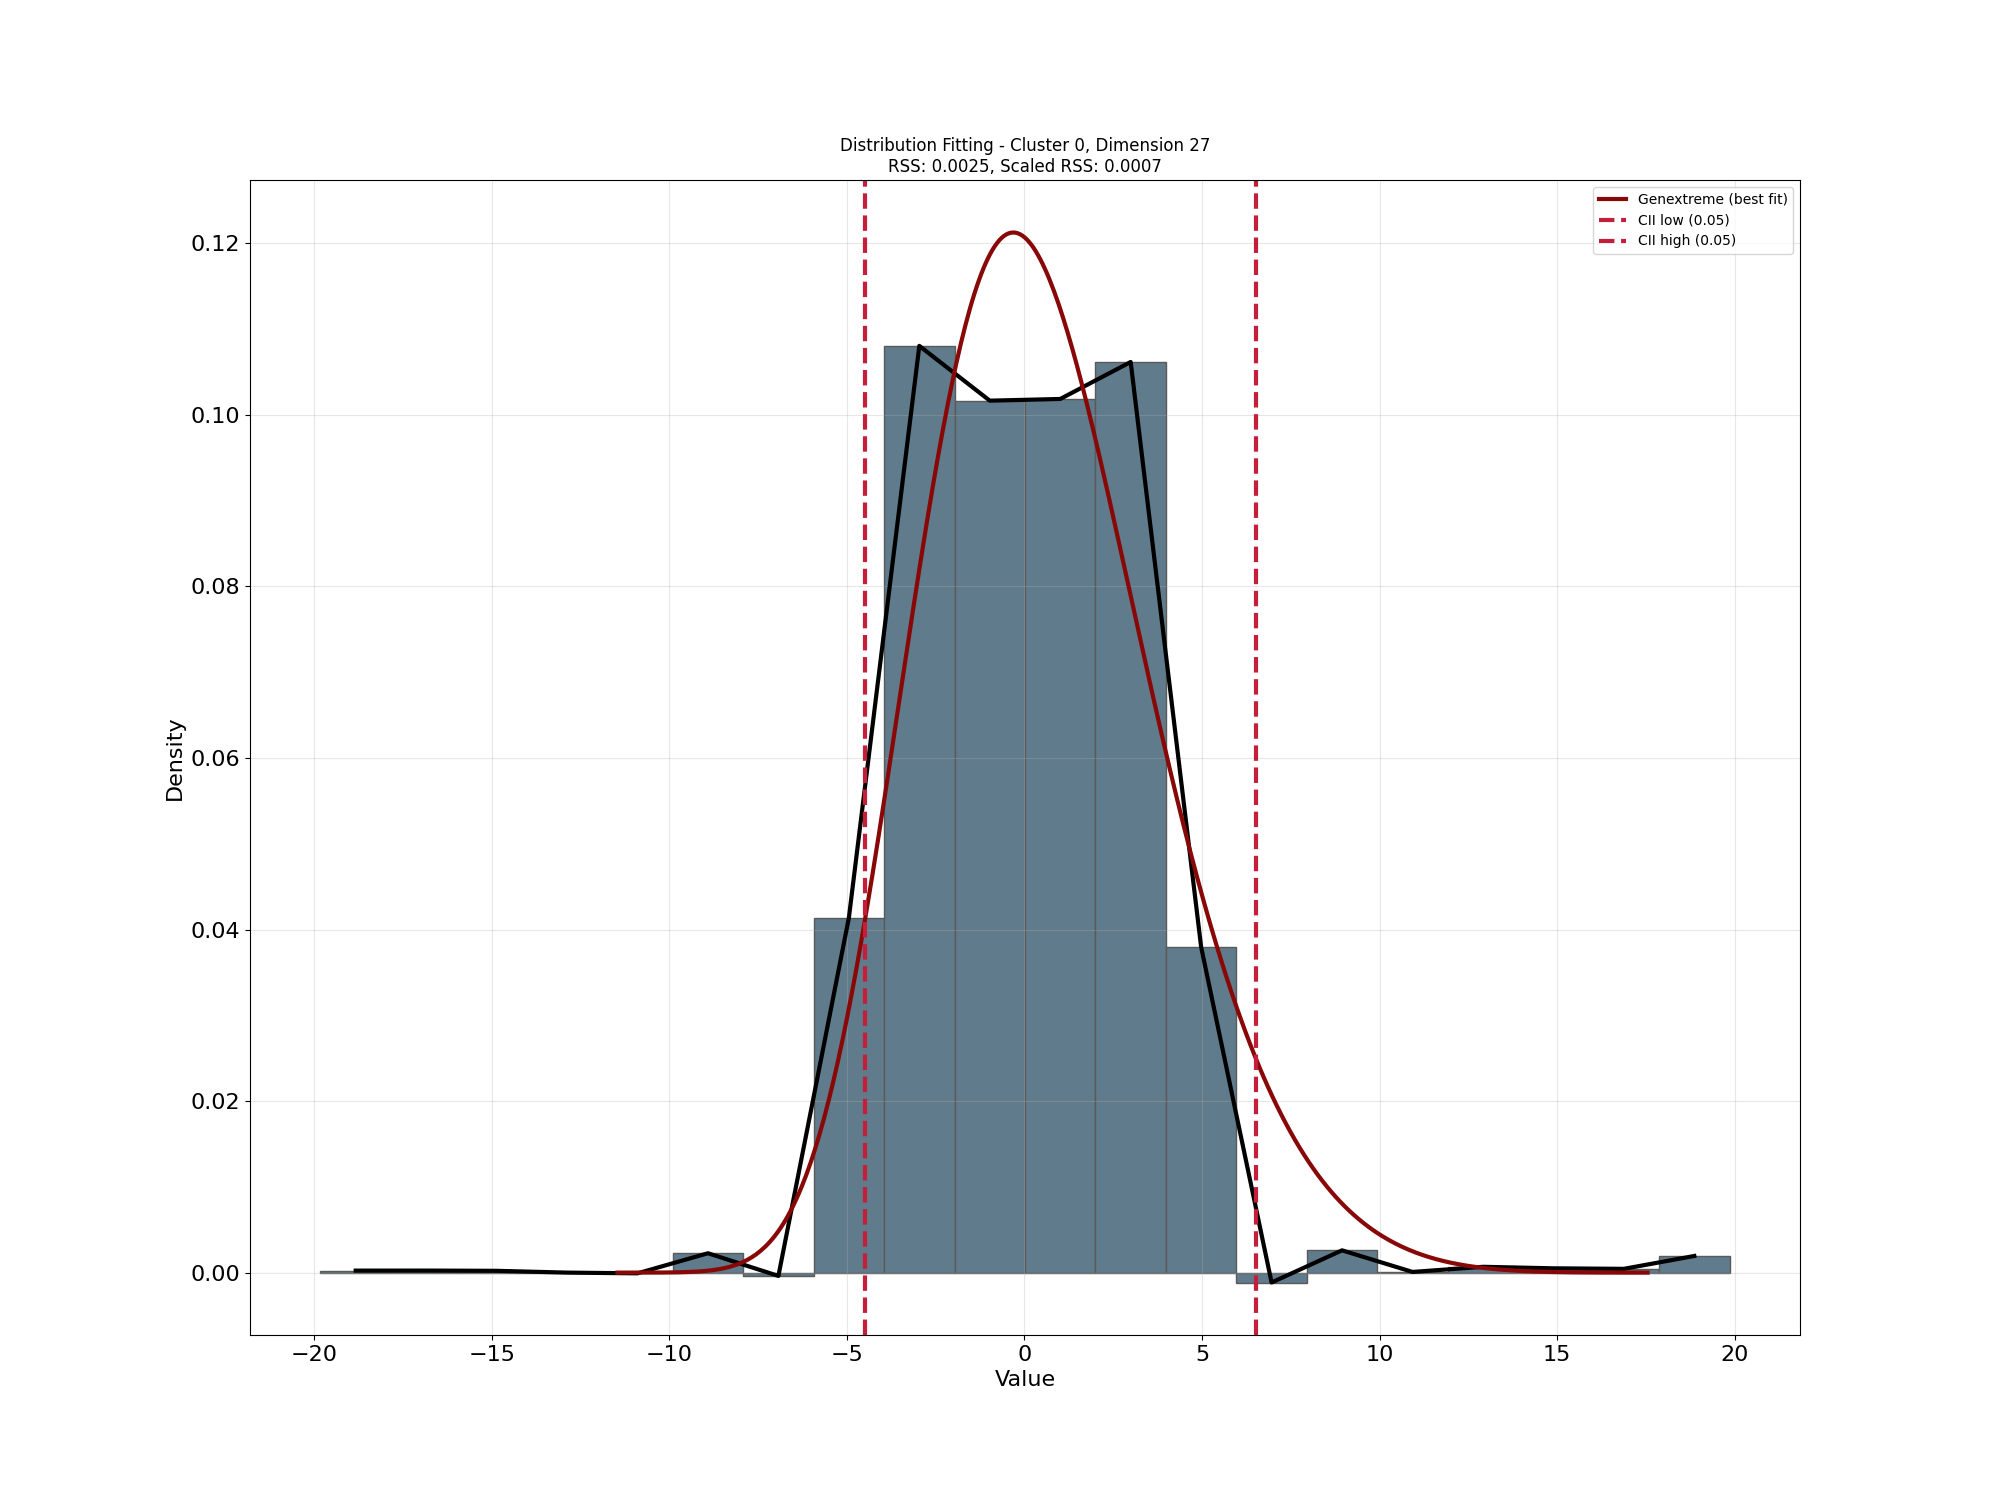 Distribution Fitting - Cluster 0, Dimension 27
RSS: 0.0025, Scaled RSS: 0.0007
Genextreme (best fit)
CII low (0.05)
CII high (0.05)
0.12
0.10
0.08
0.06
0.04
0.02
0.00
Density
−20 −15 −10 −5 0 5 10 15 20
Value